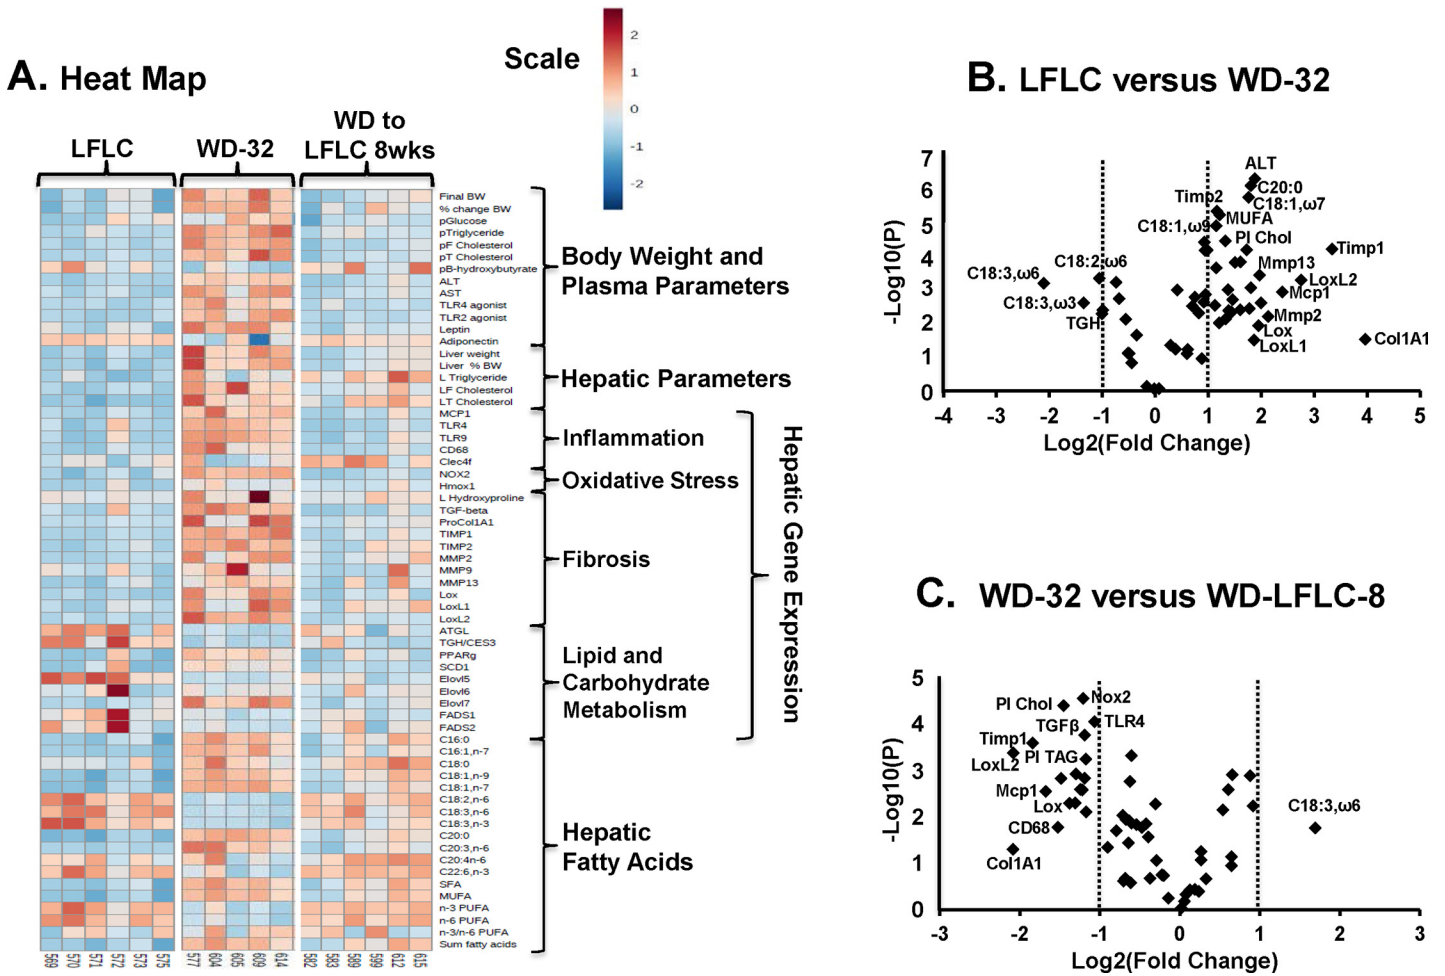 A. Heat Map
Scale
2
1
0
-1
-2
LFLC
WD-32
WD to
LFLC 8wks
Final BW
% change BW
pGlucose
pTriglyceride
pF Cholesterol
pT Cholesterol
pB-hydroxybutyrate
ALT
AST
TLR4 agonist
TLR2 agonist
Leptin
Adiponectin
Liver weight
Liver % BW
L Triglyceride
LF Cholesterol
LT Cholesterol
MCP1
TLR4
TLR9
CD68
Clec4f
NOX2
Hmox1
L Hydroxyproline
TGF-beta
ProCol1A1
TIMP1
TIMP2
MMP2
MMP9
MMP13
Lox
LoxL1
LoxL2
ATGL
TGH/CES3
PPARg
SCD1
Elovl5
Elovl6
Elovl7
FADS1
FADS2
C16:0
C16:1,n-7
C18:0
C18:1,n-9
C18:1,n-7
C18:2,n-6
C18:3,n-6
C18:3,n-3
C20:0
C20:3,n-6
C20:4n-6
C22:6,n-3
SFA
MUFA
n-3 PUFA
n-6 PUFA
n-3/n-6 PUFA
Sum fatty acids
569 570 571 572 573 575 577 604 605 609 614 582 583 589 599 612 615
Body Weight and
Plasma Parameters
Hepatic Parameters
Inflammation
Oxidative Stress
Fibrosis
Lipid and
Carbohydrate
Metabolism
Hepatic
Fatty Acids
Hepatic Gene Expression
B. LFLC versus WD-32
-Log10(P)
7
6
5
4
3
2
1
0
ALT
C20:0
C18:1,ω7
Timp2
MUFA
C18:1,ω9
PI Chol
Timp1
C18:2,ω6
Mmp13
C18:3,ω6
LoxL2
Mcp1
C18:3,ω3
TGH
Mmp2
Lox
LoxL1
Col1A1
-4 -3 -2 -1 0 1 2 3 4 5
Log2(Fold Change)
C. WD-32 versus WD-LFLC-8
-Log10(P)
5
4
3
2
1
0
Nox2
PI Chol
TGFβ
TLR4
Timp1
LoxL2
PI TAG
Mcp1
Lox
CD68
Col1A1
C18:3,ω6
-3 -2 -1 0 1 2 3
Log2(Fold Change)